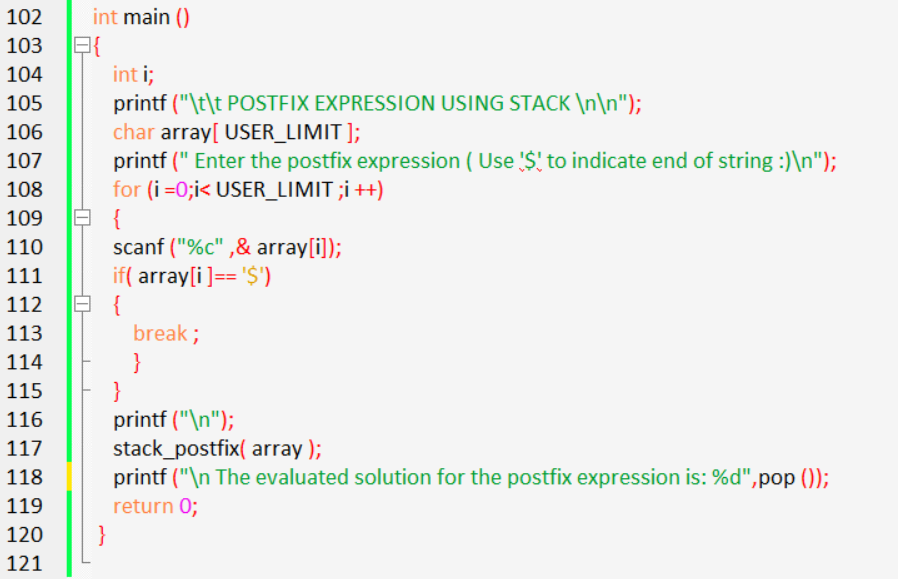 102 int main ()
103 {
104 int i;
105 printf ("\t\t POSTFIX EXPRESSION USING STACK \n\n");
106 char array[ USER_LIMIT ];
107 printf (" Enter the postfix expression ( Use '$' to indicate end of string :)\n");
108 for (i =0;i< USER_LIMIT ;i ++)
109 {
110 scanf ("%c" ,& array[i]);
111 if( array[i ]== '$')
112 {
113 break ;
114 }
115 }
116 printf ("\n");
117 stack_postfix( array );
118 printf ("\n The evaluated solution for the postfix expression is: %d",pop ());
119 return 0;
120 }
121